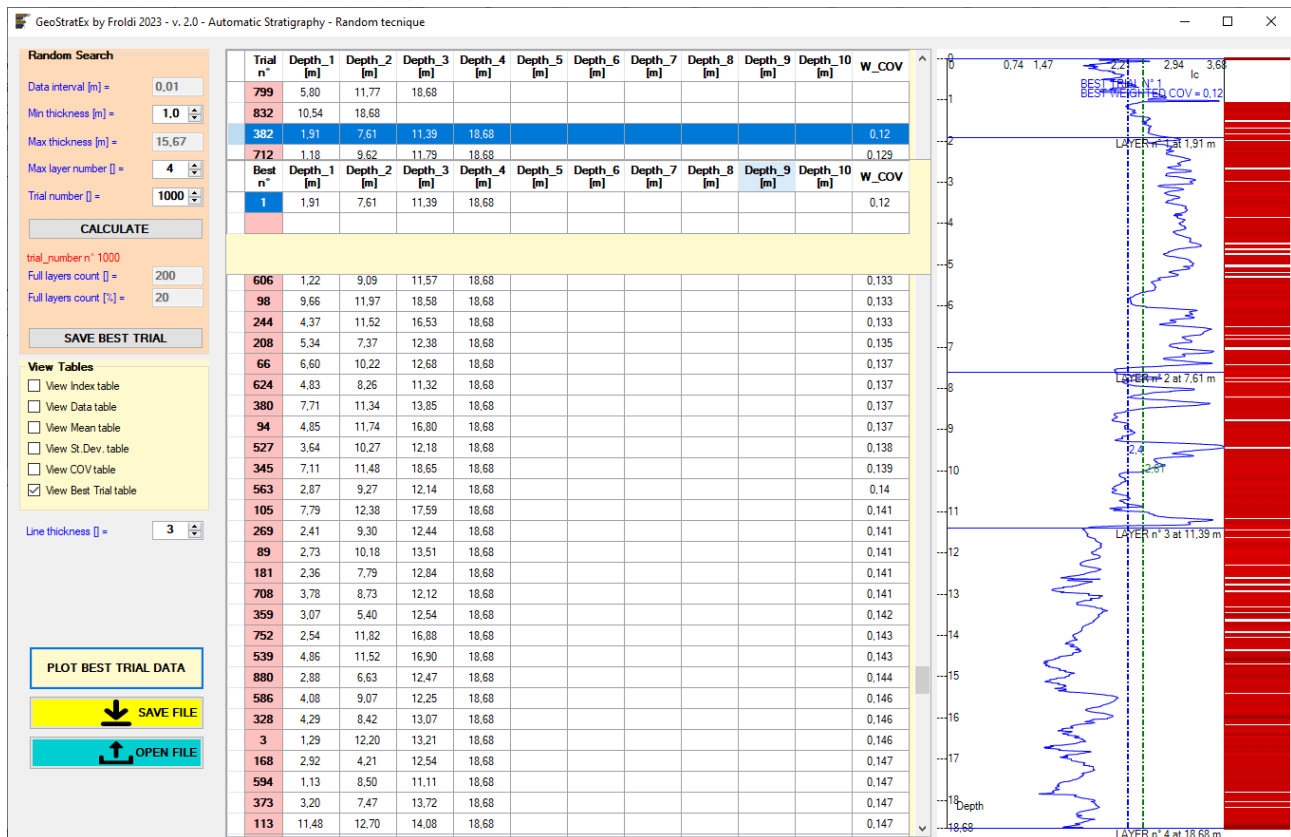 GeoStratEx by Froldi 2023 - v. 2.0 - Automatic Stratigraphy - Random tecnique
Random Search
Data interval [m] = 0,01
Min thickness [m] = 1.0
Max thickness [m] = 15,67
Max layer number [] = 4
Trial number [] = 1000
CALCULATE
trial_number n° 1000
Full layers count [] = 200
Full layers count [%] = 20
SAVE BEST TRIAL
View Tables
View Index table
View Data table
View Mean table
View St.Dev. table
View COV table
View Best Trial table
Line thickness [] = 3
PLOT BEST TRIAL DATA
SAVE FILE
OPEN FILE
Trial n° Depth_1 [m] Depth_2 [m] Depth_3 [m] Depth_4 [m] Depth_5 [m] Depth_6 [m] Depth_7 [m] Depth_8 [m] Depth_9 [m] Depth_10 [m] W_COV
799 5,80 11,77 18,68
832 10,54 18,68
382 1,91 7,61 11,39 18,68 0,12
712 1,18 9,62 11,79 18,68 0,129
Best n° Depth_1 [m] Depth_2 [m] Depth_3 [m] Depth_4 [m] Depth_5 [m] Depth_6 [m] Depth_7 [m] Depth_8 [m] Depth_9 [m] Depth_10 [m] W_COV
1 1,91 7,61 11,39 18,68 0,12
606 1,22 9,09 11,57 18,68 0,133
98 9,66 11,97 18,58 18,68 0,133
244 4,37 11,52 16,53 18,68 0,133
208 5,34 7,37 12,38 18,68 0,135
66 6,60 10,22 12,68 18,68 0,137
624 4,83 8,26 11,32 18,68 0,137
380 7,71 11,34 13,85 18,68 0,137
94 4,85 11,74 16,80 18,68 0,137
527 3,64 10,27 12,18 18,68 0,138
345 7,11 11,48 18,65 18,68 0,139
563 2,87 9,27 12,14 18,68 0,14
105 7,79 12,38 17,59 18,68 0,141
269 2,41 9,30 12,44 18,68 0,141
89 2,73 10,18 13,51 18,68 0,141
181 2,36 7,79 12,84 18,68 0,141
708 3,78 8,73 12,12 18,68 0,141
359 3,07 5,40 12,54 18,68 0,142
752 2,54 11,82 16,88 18,68 0,143
539 4,86 11,52 16,90 18,68 0,143
880 2,88 6,63 12,47 18,68 0,144
586 4,08 9,07 12,25 18,68 0,146
328 4,29 8,42 13,07 18,68 0,146
3 1,29 12,20 13,21 18,68 0,146
168 2,92 4,21 12,54 18,68 0,147
594 1,13 8,50 11,11 18,68 0,147
373 3,20 7,47 13,72 18,68 0,147
113 11,48 12,70 14,08 18,68 0,147
0 0,74 1,47 2,21 2,94 3,68
Ic
BEST TRIAL N° 1
BEST WEIGHTED COV = 0,12
---0
---1
---2
LAYER n° 1 at 1,91 m
---3
---4
---5
---6
---7
LAYER n° 2 at 7,61 m
---8
---9
2,4
---10
2,61
---11
LAYER n° 3 at 11,39 m
---12
---13
---14
---15
---16
---17
---18
Depth
---18,68
LAYER n° 4 at 18,68 m